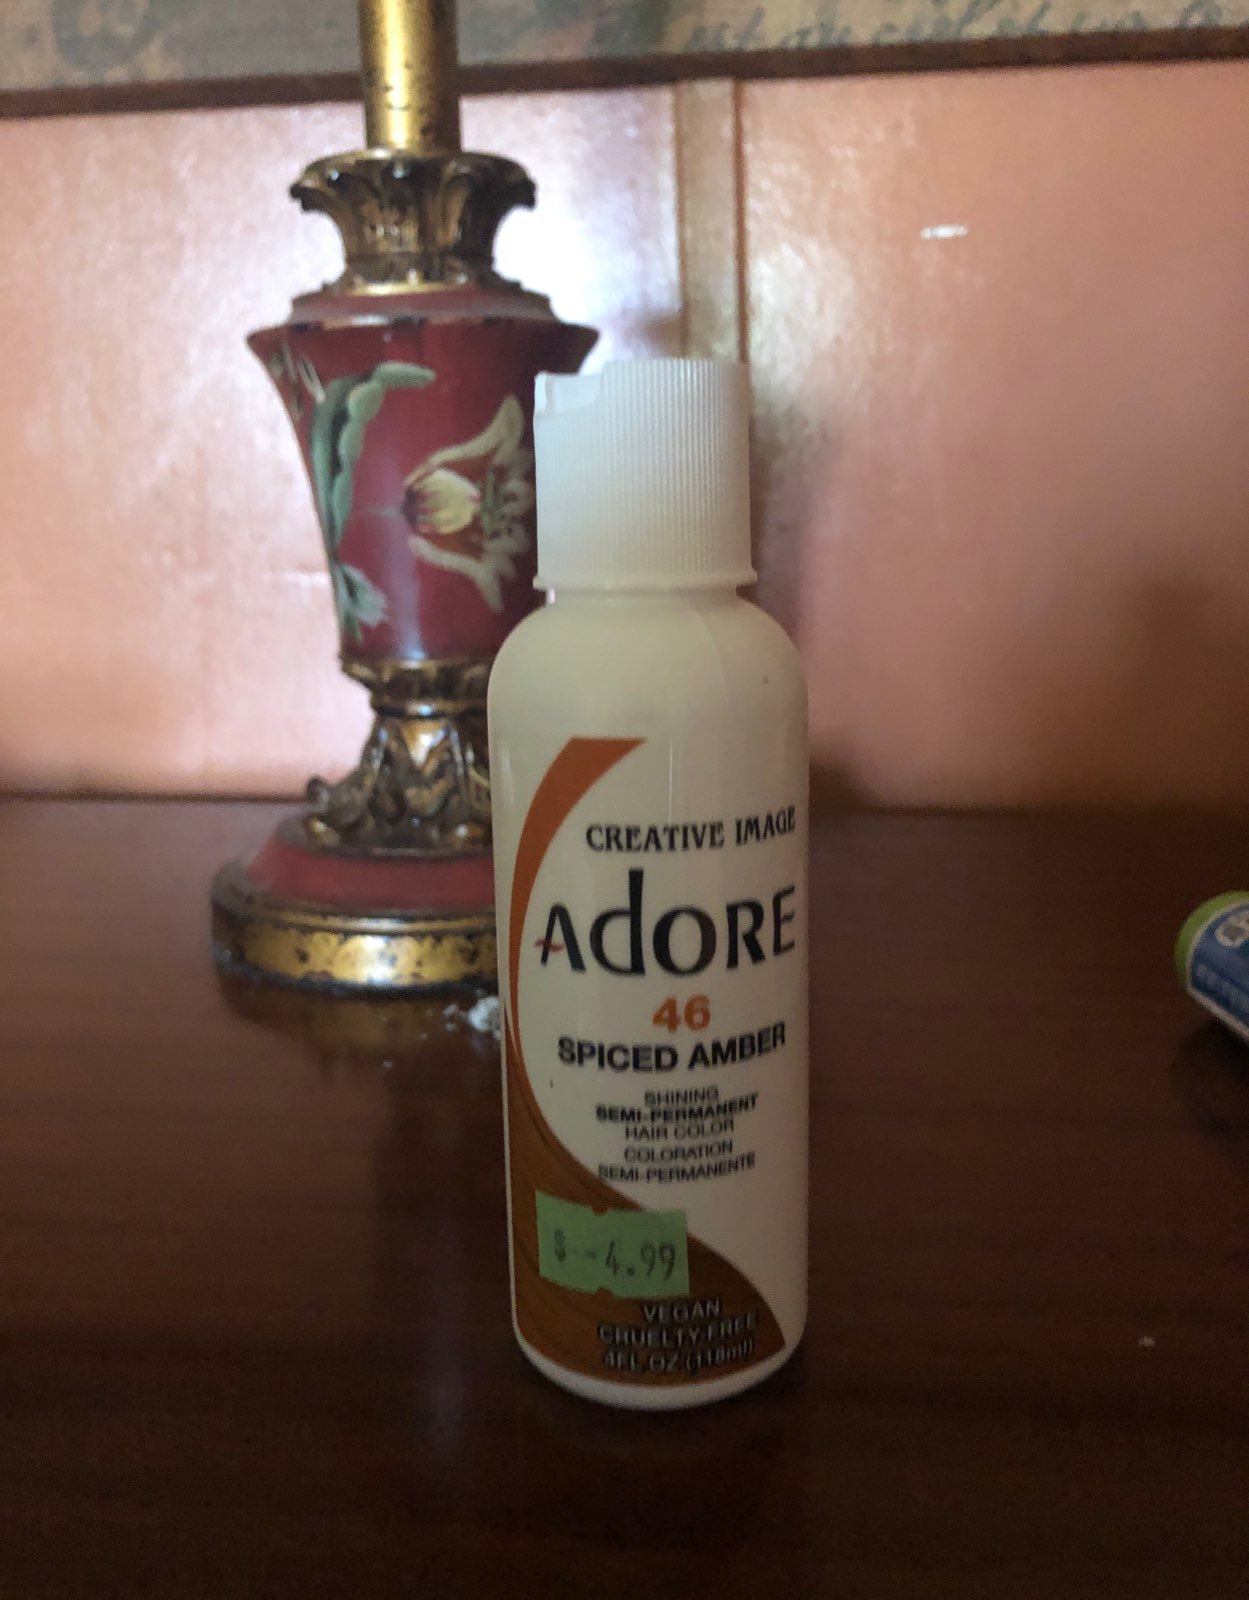 CREATIVE IMAGE
ADORE
46
SPICED AMBER
SHINING
SEMI-PERMANENT
HAIR COLOR
COLORATION
SEMI-PERMANENTE
$ -4.99
VEGAN
CRUELTY-FREE
4FL.OZ.(118ml)